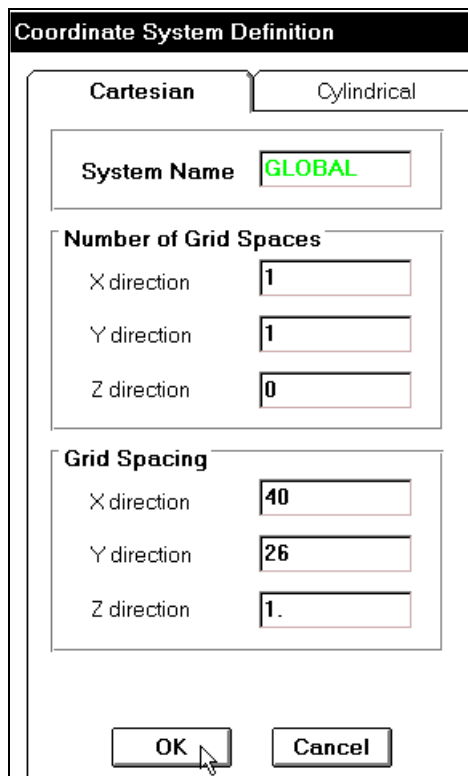 Coordinate System Definition
Cartesian Cylindrical
System Name GLOBAL
Number of Grid Spaces
X direction 1
Y direction 1
Z direction 0
Grid Spacing
X direction 40
Y direction 26
Z direction 1.
OK Cancel